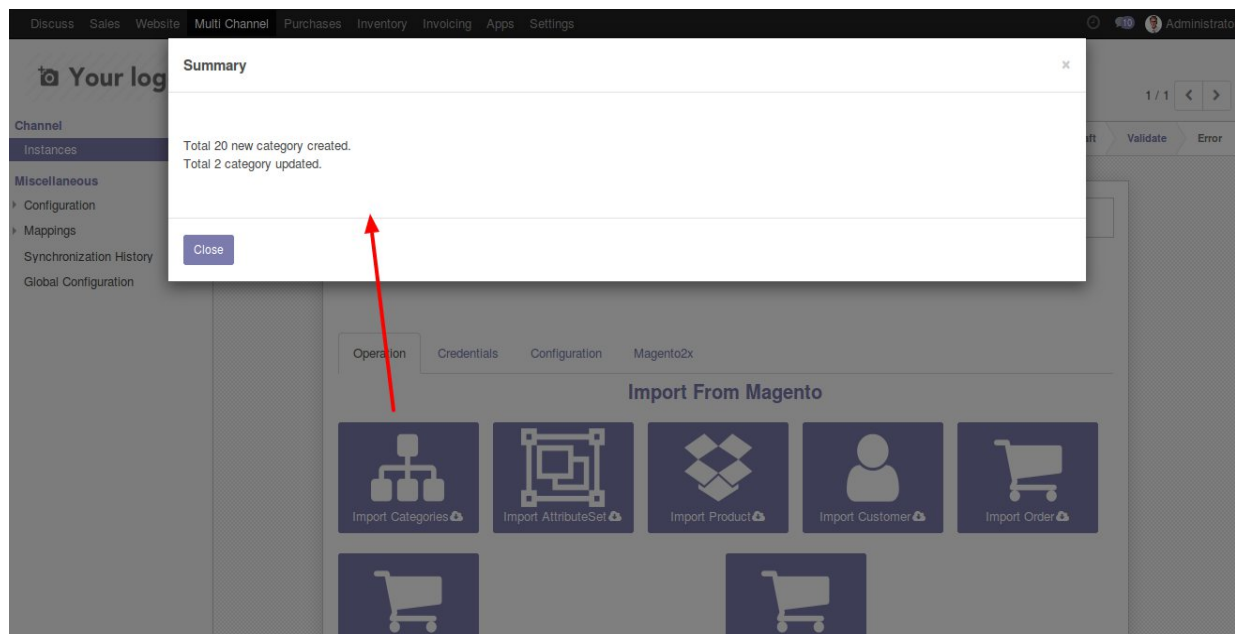 Discuss Sales Website Multi Channel Purchases Inventory Invoicing Apps Settings
10 Administrato
Your log
Summary ×
1 / 1
Channel
Instances
Total 20 new category created.
Total 2 category updated.
aft Validate Error
Miscellaneous
Configuration
Mappings
Synchronization History
Global Configuration
Close
Operation Credentials Configuration Magento2x
Import From Magento
Import Categories Import AttributeSet Import Product Import Customer Import Order